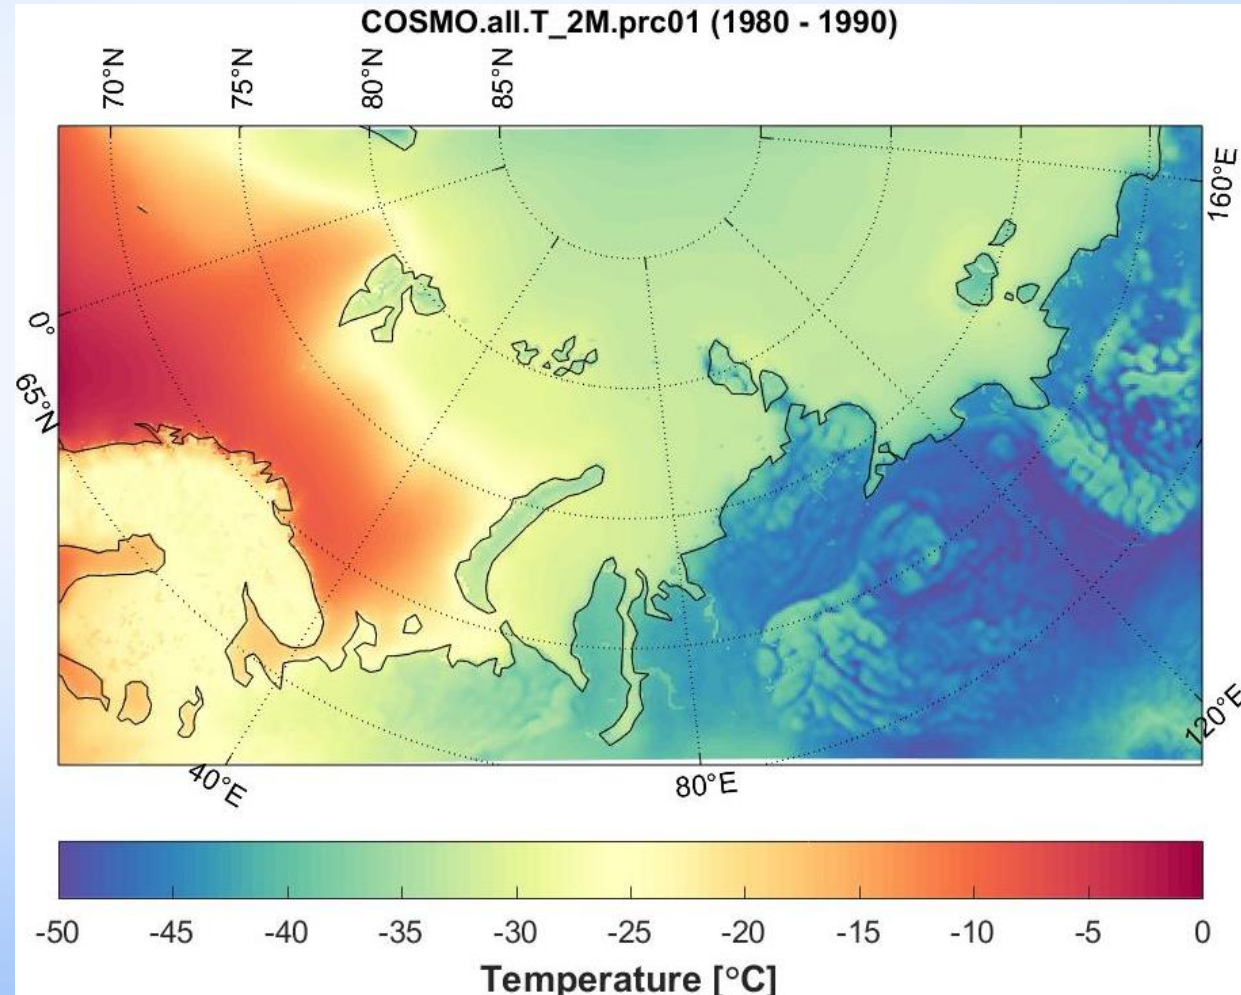 COSMO.all.T_2M.prc01 (1980 - 1990)
70°N 75°N 80°N 85°N
160°E
0°
65°N
120°E
40°E
80°E
-50 -45 -40 -35 -30 -25 -20 -15 -10 -5 0
Temperature [°C]